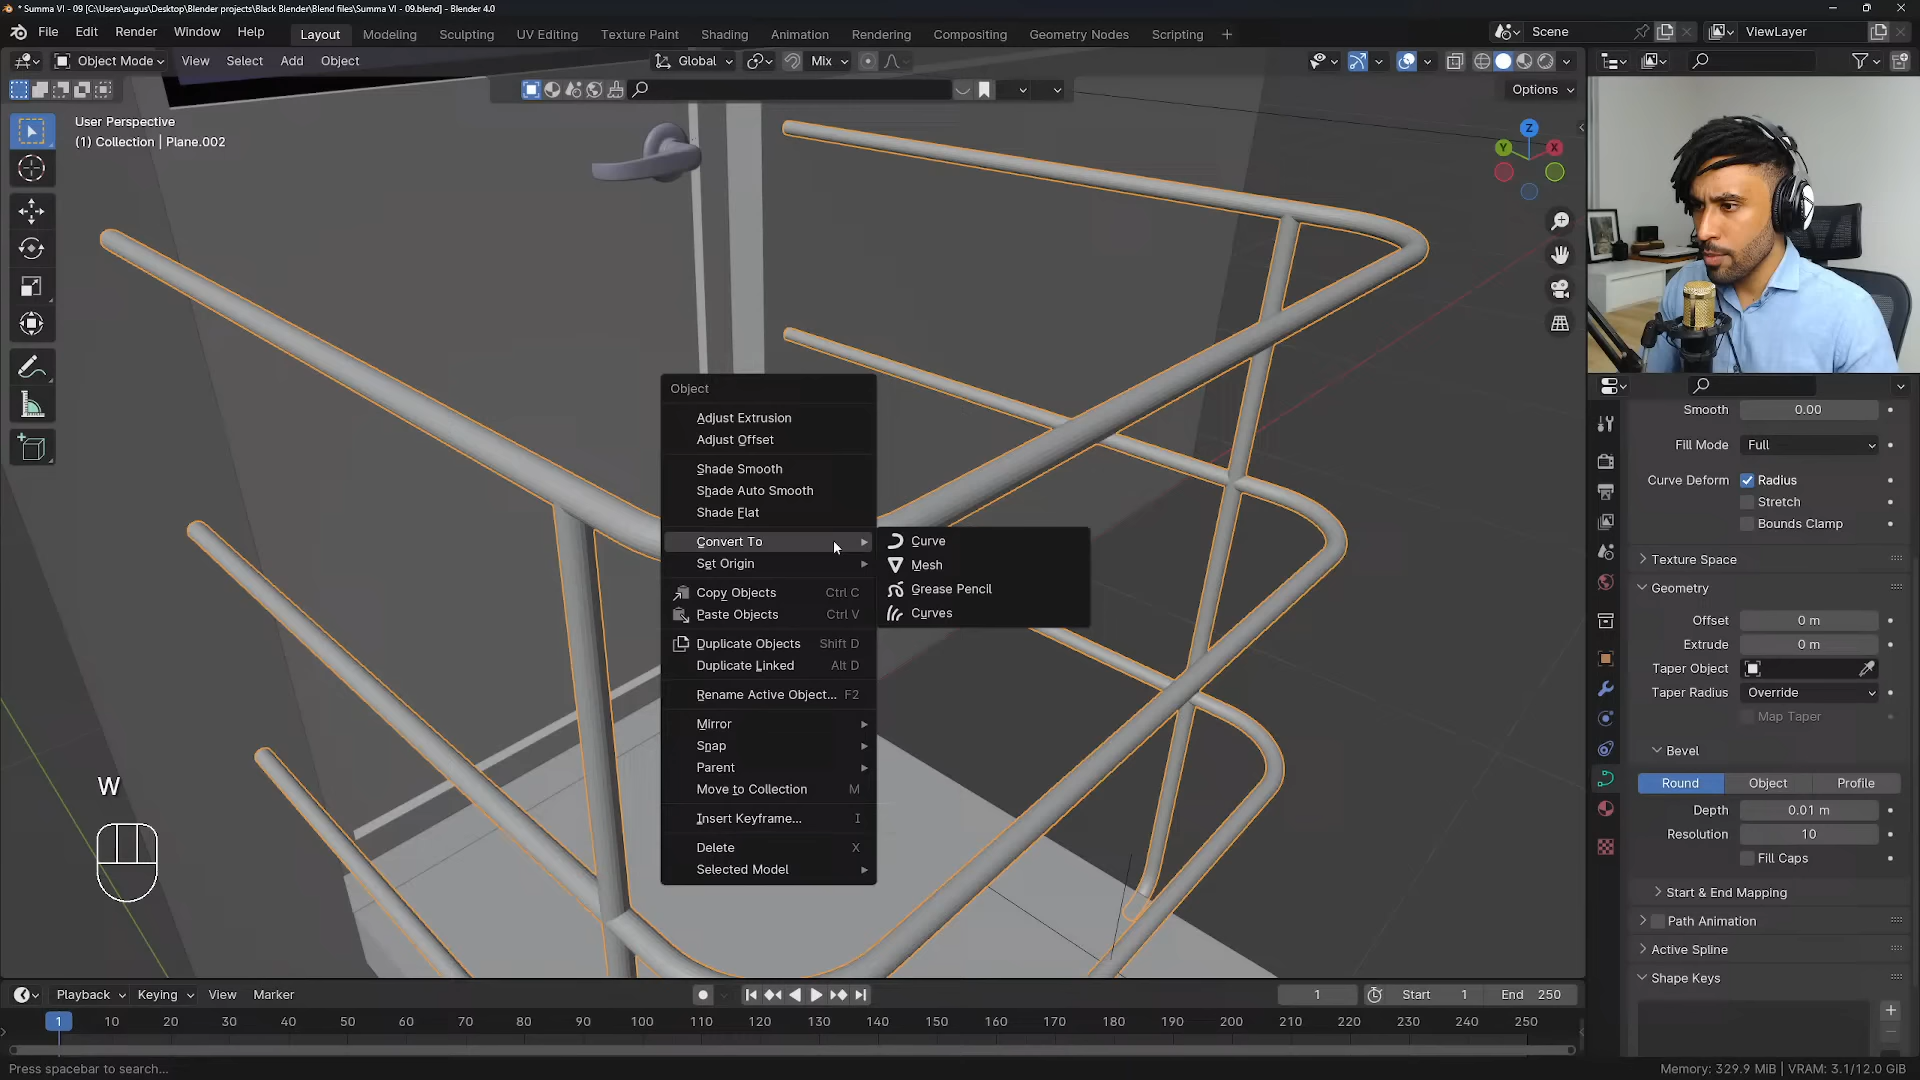 * Summa VI - 09 [C:\Users\augus\Desktop\Blender projects\Black Blender\Blend files\Summa VI - 09.blend] - Blender 4.0
File Edit Render Window Help Layout Modeling Sculpting UV Editing Texture Paint Shading Animation Rendering Compositing Geometry Nodes Scripting + Scene ViewLayer
Object Mode View Select Add Object Global Mix
Options
User Perspective
(1) Collection | Plane.002
Z
Y
X
Object
Adjust Extrusion
Adjust Offset
Shade Smooth
Shade Auto Smooth
Shade Flat
Convert To
Set Origin
Copy Objects Ctrl C
Paste Objects Ctrl V
Duplicate Objects Shift D
Duplicate Linked Alt D
Rename Active Object... F2
Mirror
Snap
Parent
Move to Collection M
Insert Keyframe... I
Delete X
Selected Model
Curve
Mesh
Grease Pencil
Curves
W
Smooth 0.00
Fill Mode Full
Curve Deform Radius
Stretch
Bounds Clamp
Texture Space
Geometry
Offset 0 m
Extrude 0 m
Taper Object
Taper Radius Override
Map Taper
Bevel
Round Object Profile
Depth 0.01 m
Resolution 10
Fill Caps
Start & End Mapping
Path Animation
Active Spline
Shape Keys
Playback Keying View Marker 1 Start 1 End 250
1 10 20 30 40 50 60 70 80 90 100 110 120 130 140 150 160 170 180 190 200 210 220 230 240 250
Press spacebar to search... Memory: 329.9 MiB | VRAM: 3.1/12.0 GiB